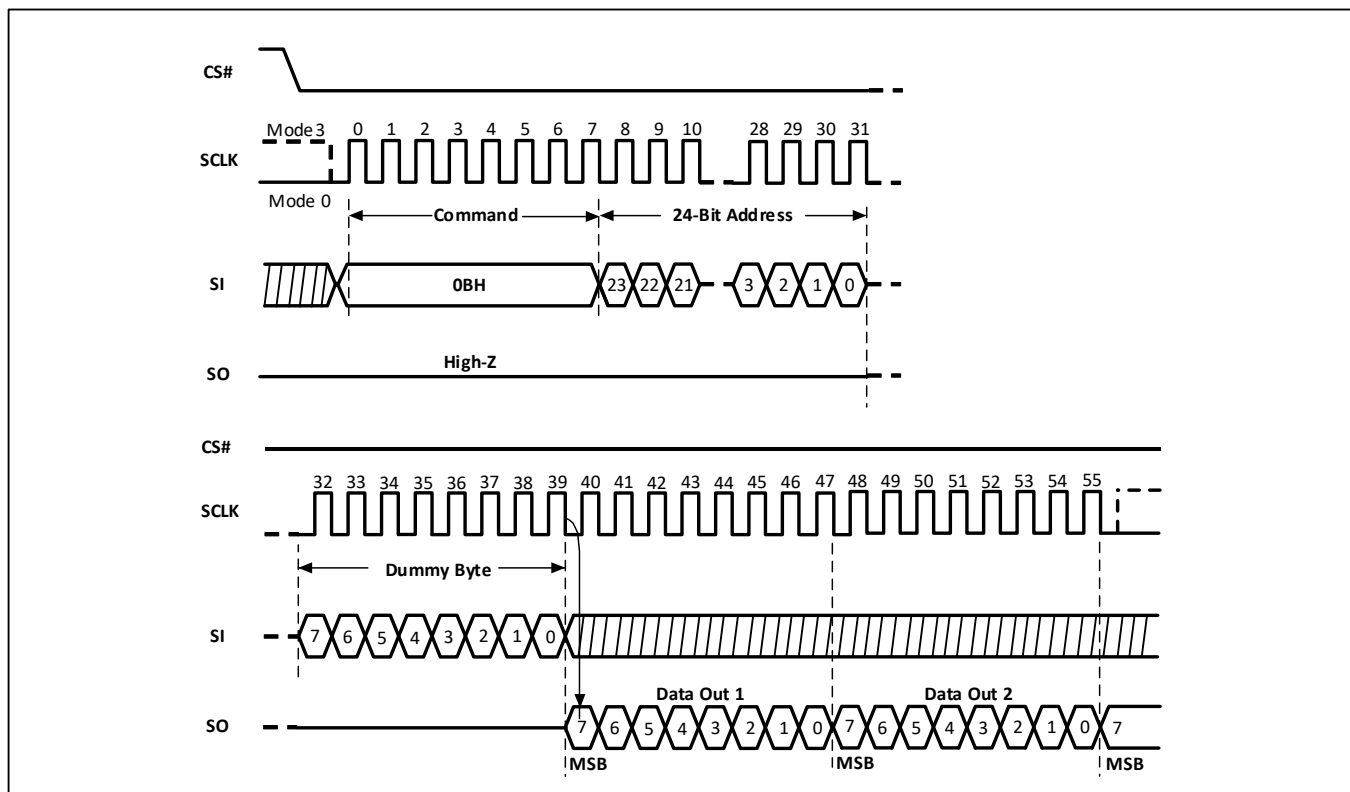 CS#
Mode 3 0 1 2 3 4 5 6 7 8 9 10 28 29 30 31
SCLK
Mode 0
Command 24-Bit Address
SI 0BH 23 22 21 3 2 1 0
High-Z
SO
CS#
32 33 34 35 36 37 38 39 40 41 42 43 44 45 46 47 48 49 50 51 52 53 54 55
SCLK
Dummy Byte
SI 7 6 5 4 3 2 1 0
Data Out 1 Data Out 2
SO 7 6 5 4 3 2 1 0 7 6 5 4 3 2 1 0 7
MSB MSB MSB